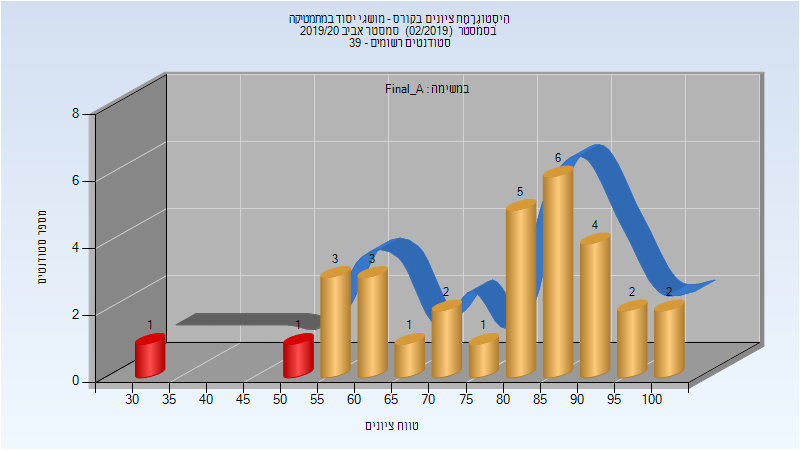 הִיסְטוֹגְרָמַת ציונים בקורס - מושגי יסוד במתמטיקה
בסמסטר (02/2019) סמסטר אביב 2019/20
סטודנטים רשומים - 39
במשימה : Final_A
8
6
4
2
0
מספר סטודנטים
1 1 3 3 1 2 1 5 6 4 2 2
30 35 40 45 50 55 60 65 70 75 80 85 90 95 100
טווח ציונים